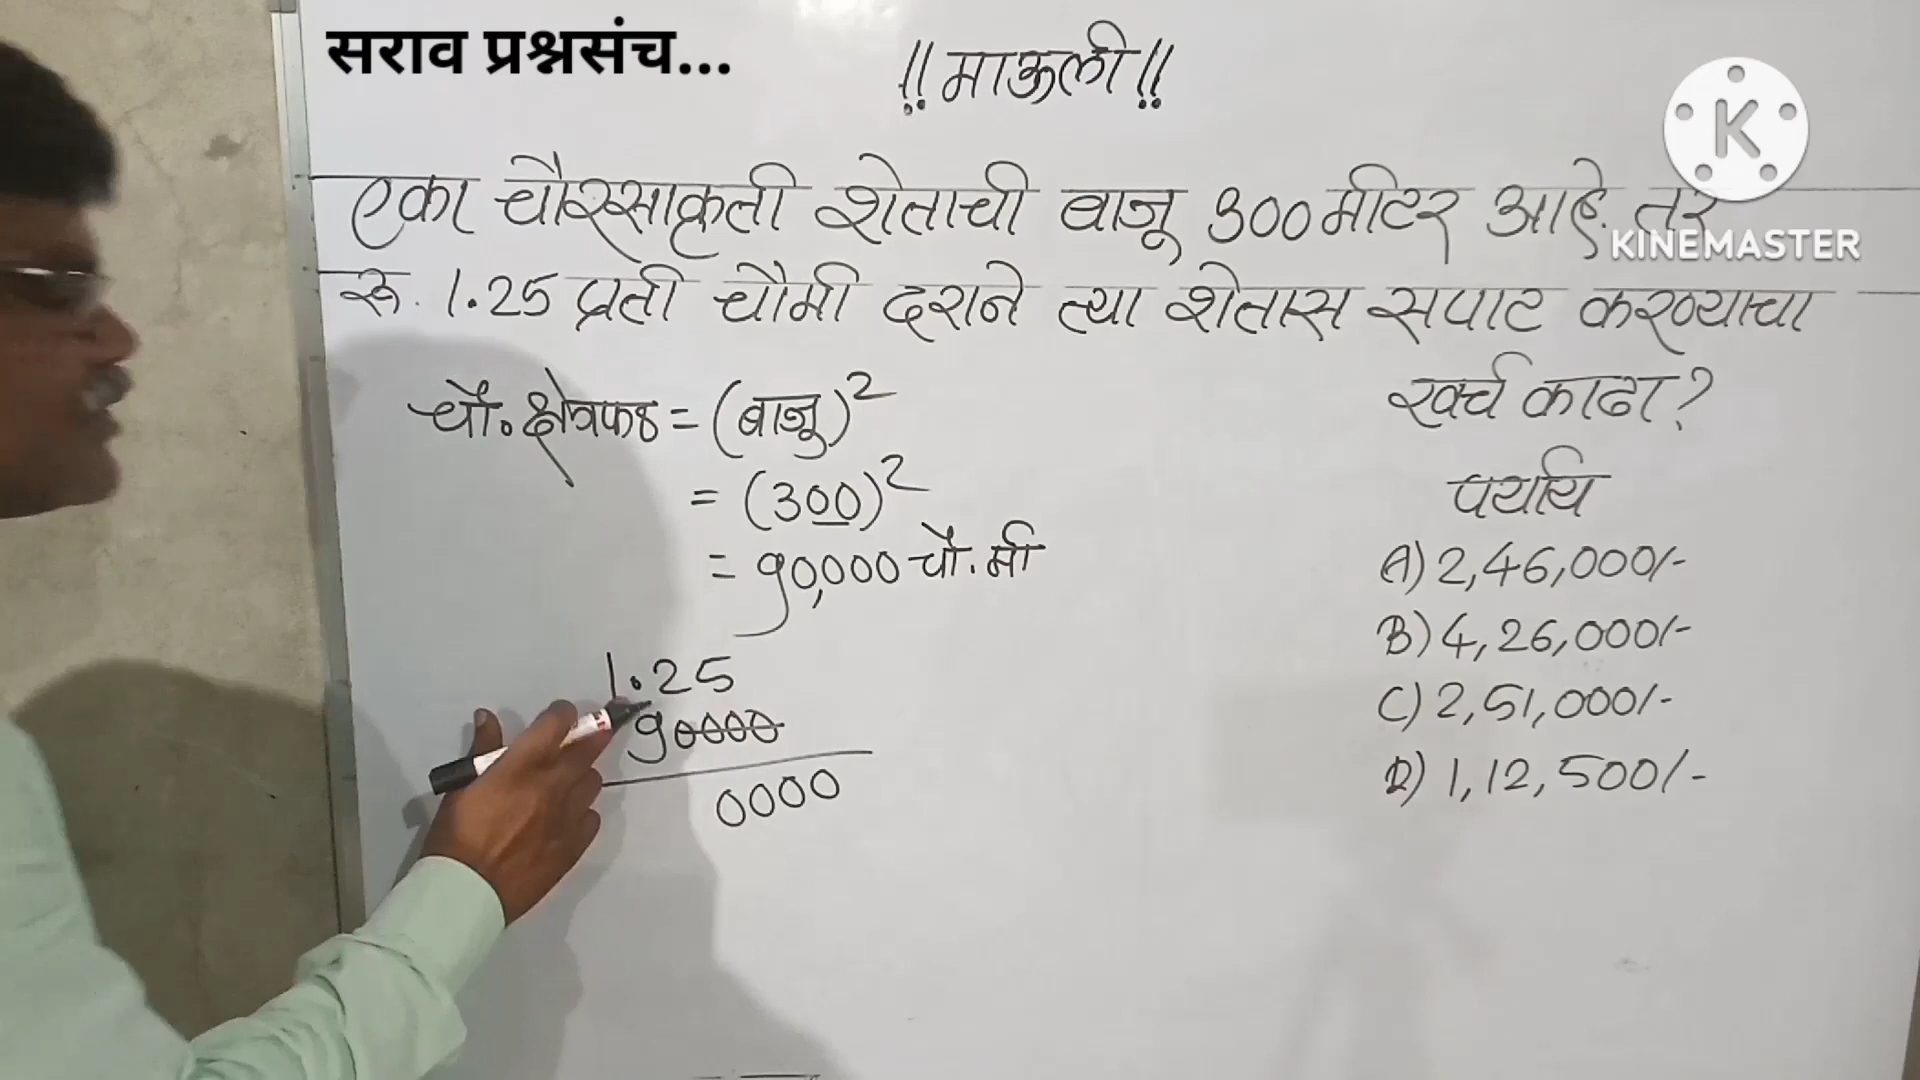 सराव प्रश्नसंच...
!! माऊली !!
K
KINEMASTER
एका चौरसाकृती शेताची बाजू 300 मीटर आहे. तर
रू. 1.25 प्रती चौमी दराने त्या शेतास सपाट करण्याचा
खर्च काढा?
चौ. क्षेत्रफळ = (बाजू)²
= (300)²
= 90,000 चौ. मी
1.25
90000
0000
पर्याय
A) 2,46,000/-
B) 4,26,000/-
C) 2,51,000/-
D) 1,12,500/-